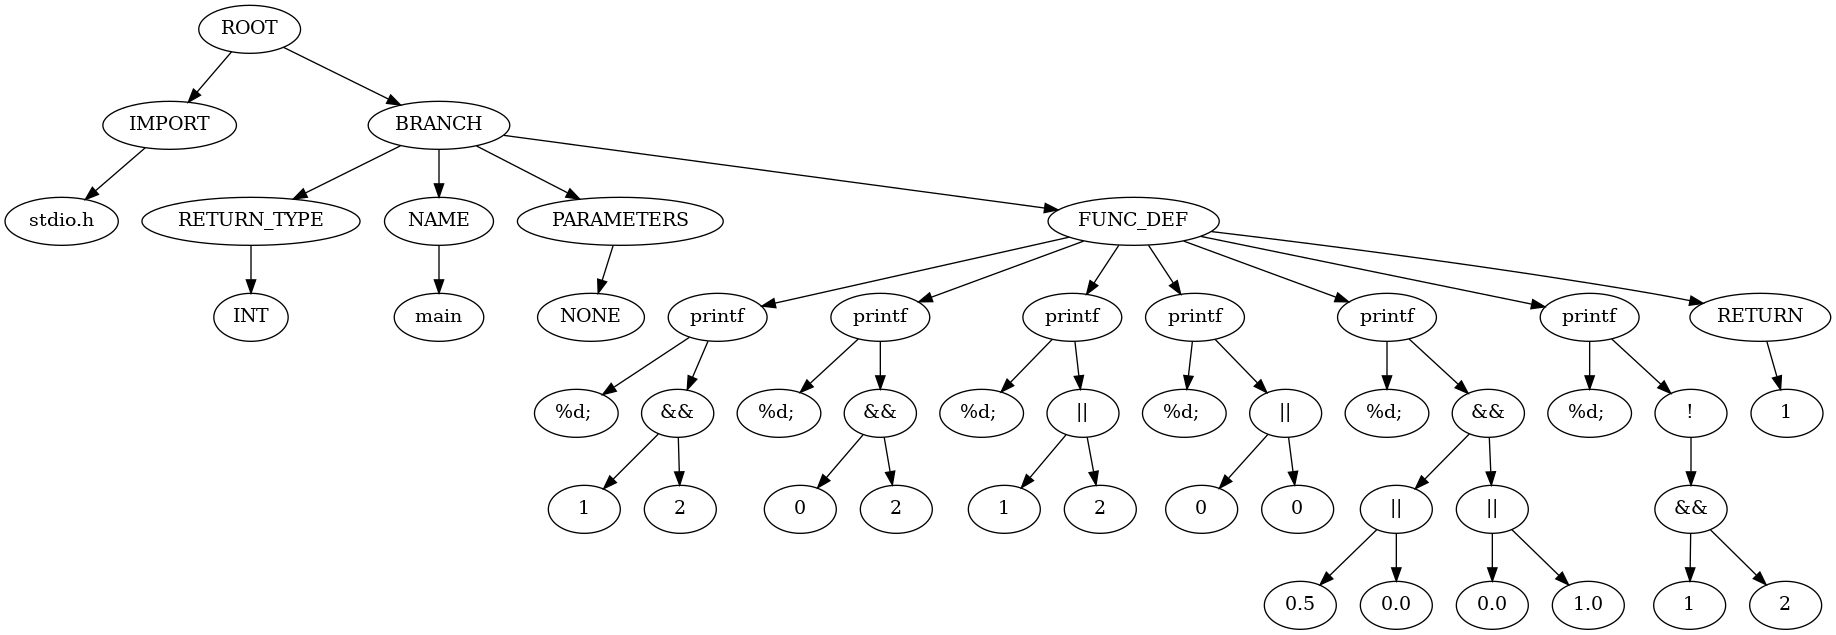 ROOT
IMPORT BRANCH
stdio.h RETURN_TYPE NAME PARAMETERS FUNC_DEF
INT main NONE printf printf printf printf printf printf RETURN
%d; && %d; && %d; || %d; || %d; && %d; ! 1
1 2 0 2 1 2 0 0 || || &&
0.5 0.0 0.0 1.0 1 2